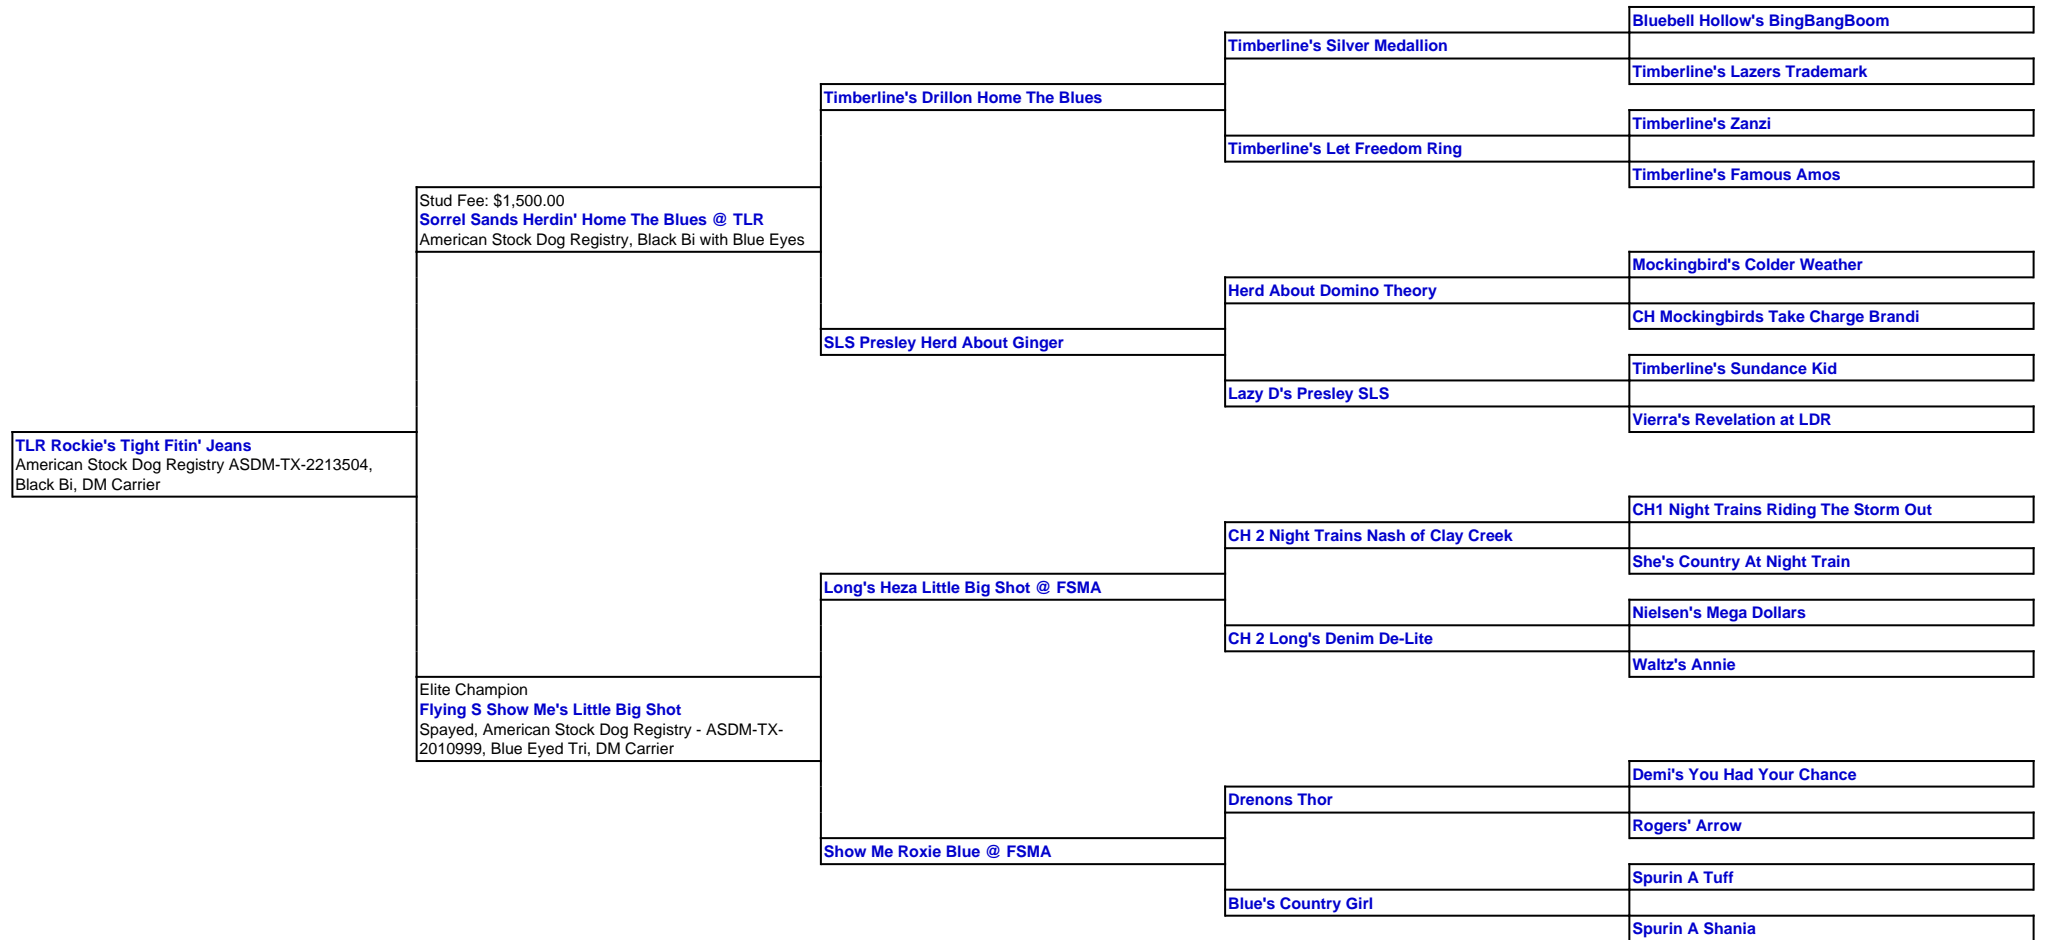 Bluebell Hollow's BingBangBoom
Timberline's Silver Medallion
Timberline's Lazers Trademark
Timberline's Drillon Home The Blues
Timberline's Zanzi
Timberline's Let Freedom Ring
Timberline's Famous Amos
Stud Fee: $1,500.00
Sorrel Sands Herdin' Home The Blues @ TLR
American Stock Dog Registry, Black Bi with Blue Eyes
Mockingbird's Colder Weather
Herd About Domino Theory
CH Mockingbirds Take Charge Brandi
SLS Presley Herd About Ginger
Timberline's Sundance Kid
Lazy D's Presley SLS
Vierra's Revelation at LDR
TLR Rockie's Tight Fitin' Jeans
American Stock Dog Registry ASDM-TX-2213504,
Black Bi, DM Carrier
CH1 Night Trains Riding The Storm Out
CH 2 Night Trains Nash of Clay Creek
She's Country At Night Train
Long's Heza Little Big Shot @ FSMA
Nielsen's Mega Dollars
CH 2 Long's Denim De-Lite
Waltz's Annie
Elite Champion
Flying S Show Me's Little Big Shot
Spayed, American Stock Dog Registry - ASDM-TX-
2010999, Blue Eyed Tri, DM Carrier
Demi's You Had Your Chance
Drenons Thor
Rogers' Arrow
Show Me Roxie Blue @ FSMA
Spurin A Tuff
Blue's Country Girl
Spurin A Shania